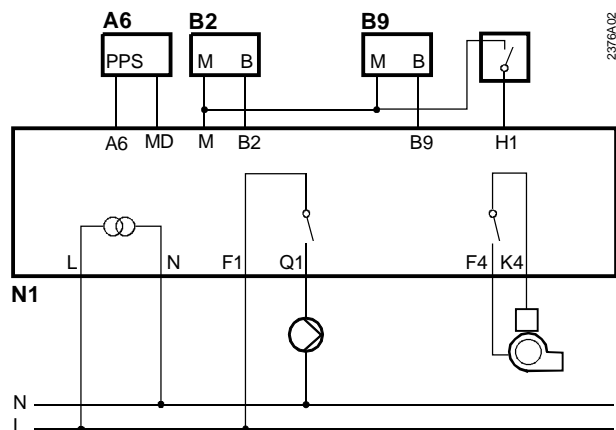 A6 B2 B9
PPS M B M B
2376A02
A6 MD M B2 B9 H1
L N F1 Q1 F4 K4
N1
N
L